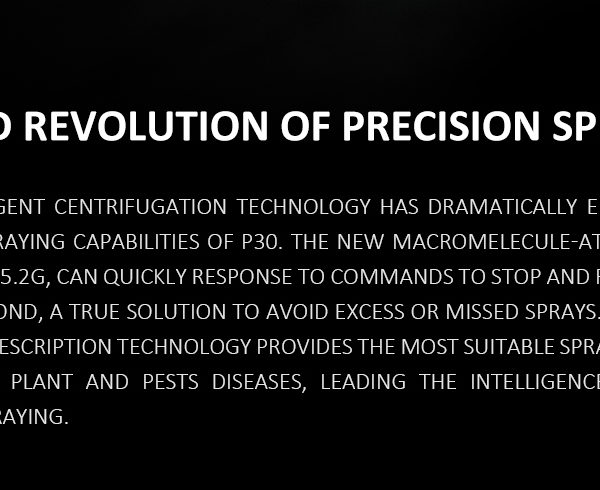 D REVOLUTION OF PRECISION SP
GENT CENTRIFUGATION TECHNOLOGY HAS DRAMATICALLY E
RAYING CAPABILITIES OF P30. THE NEW MACROMELECULE-AT
5.2G, CAN QUICKLY RESPONSE TO COMMANDS TO STOP AND
OND, A TRUE SOLUTION TO AVOID EXCESS OR MISSED SPRAYS.
ESCRIPTION TECHNOLOGY PROVIDES THE MOST SUITABLE SPRA
PLANT AND PESTS DISEASES, LEADING THE INTELLIGENCE
RAYING.